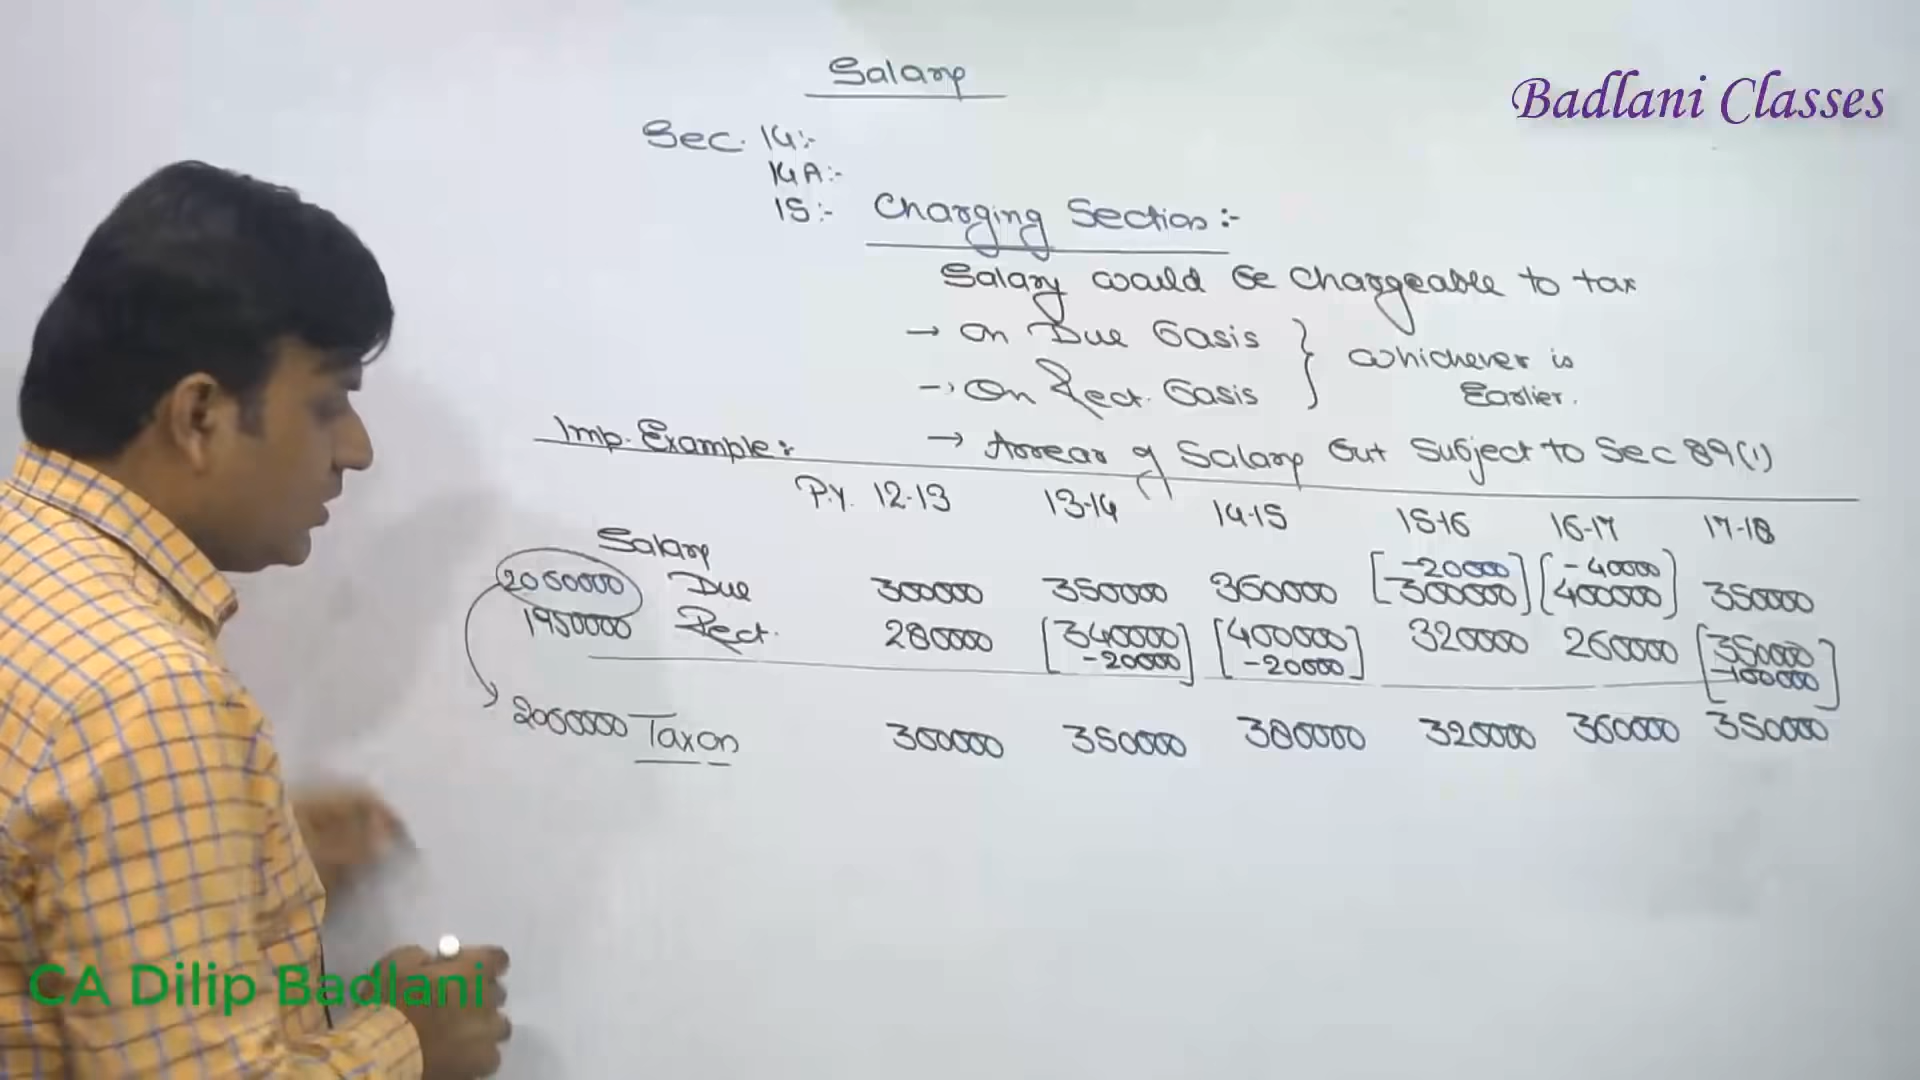 Salary
Badlani Classes
Sec. 14:-
14A:-
15:- Charging Section:-
Salary would be chargeable to tax
→ On Due Basis
→ On Rect. Basis
Whichever is
Earlier.
Imp. Example:
→ Arrear of Salary but subject to Sec 89(1)
P.Y. 12-13 13-14 14-15 15-16 16-17 17-18
Salary
-20000 -40000
2060000 Due 300000 350000 360000 300000 400000 350000
1950000 Rect. 280000 340000 400000 320000 260000 350000
-20000 -20000 -100000
2060000 Tax on 300000 350000 380000 320000 360000 350000
CA Dilip Badlani